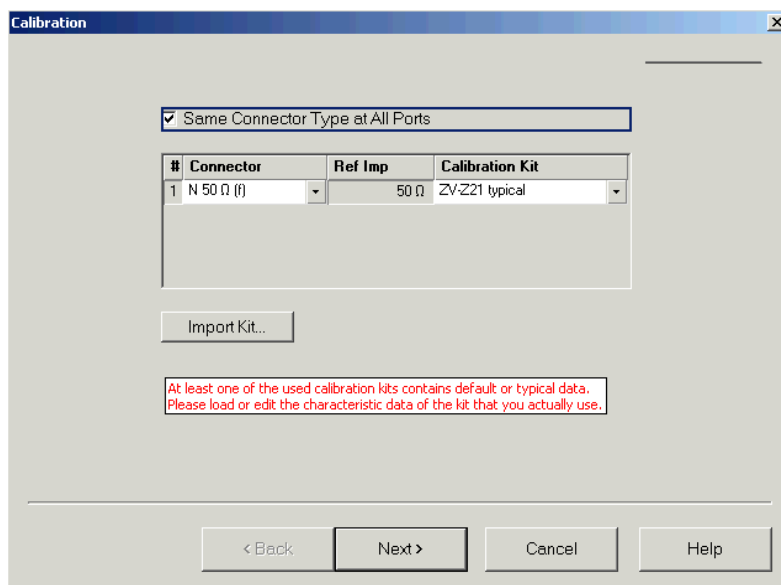 Calibration
Same Connector Type at All Ports
# Connector Ref Imp Calibration Kit
1 N 50 Ω (f) 50 Ω ZV-Z21 typical
Import Kit...
At least one of the used calibration kits contains default or typical data.
Please load or edit the characteristic data of the kit that you actually use.
< Back Next > Cancel Help